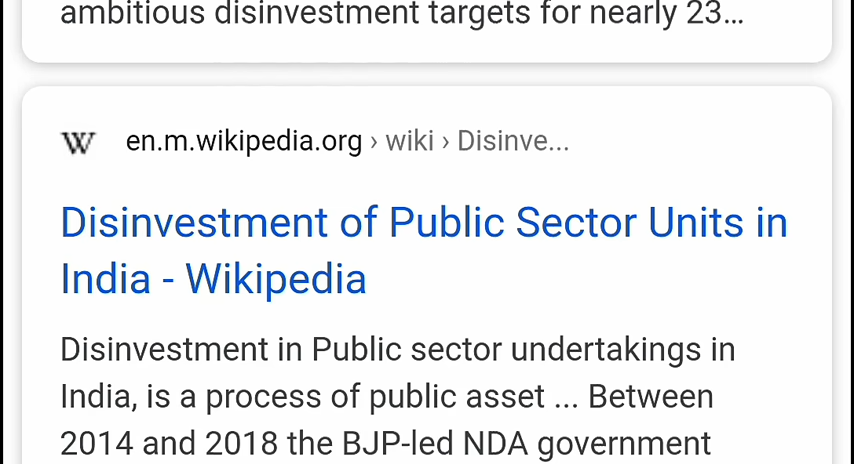 ambitious disinvestment targets for nearly 23...
W en.m.wikipedia.org › wiki › Disinve...
Disinvestment of Public Sector Units in
India - Wikipedia
Disinvestment in Public sector undertakings in
India, is a process of public asset ... Between
2014 and 2018 the BJP-led NDA government